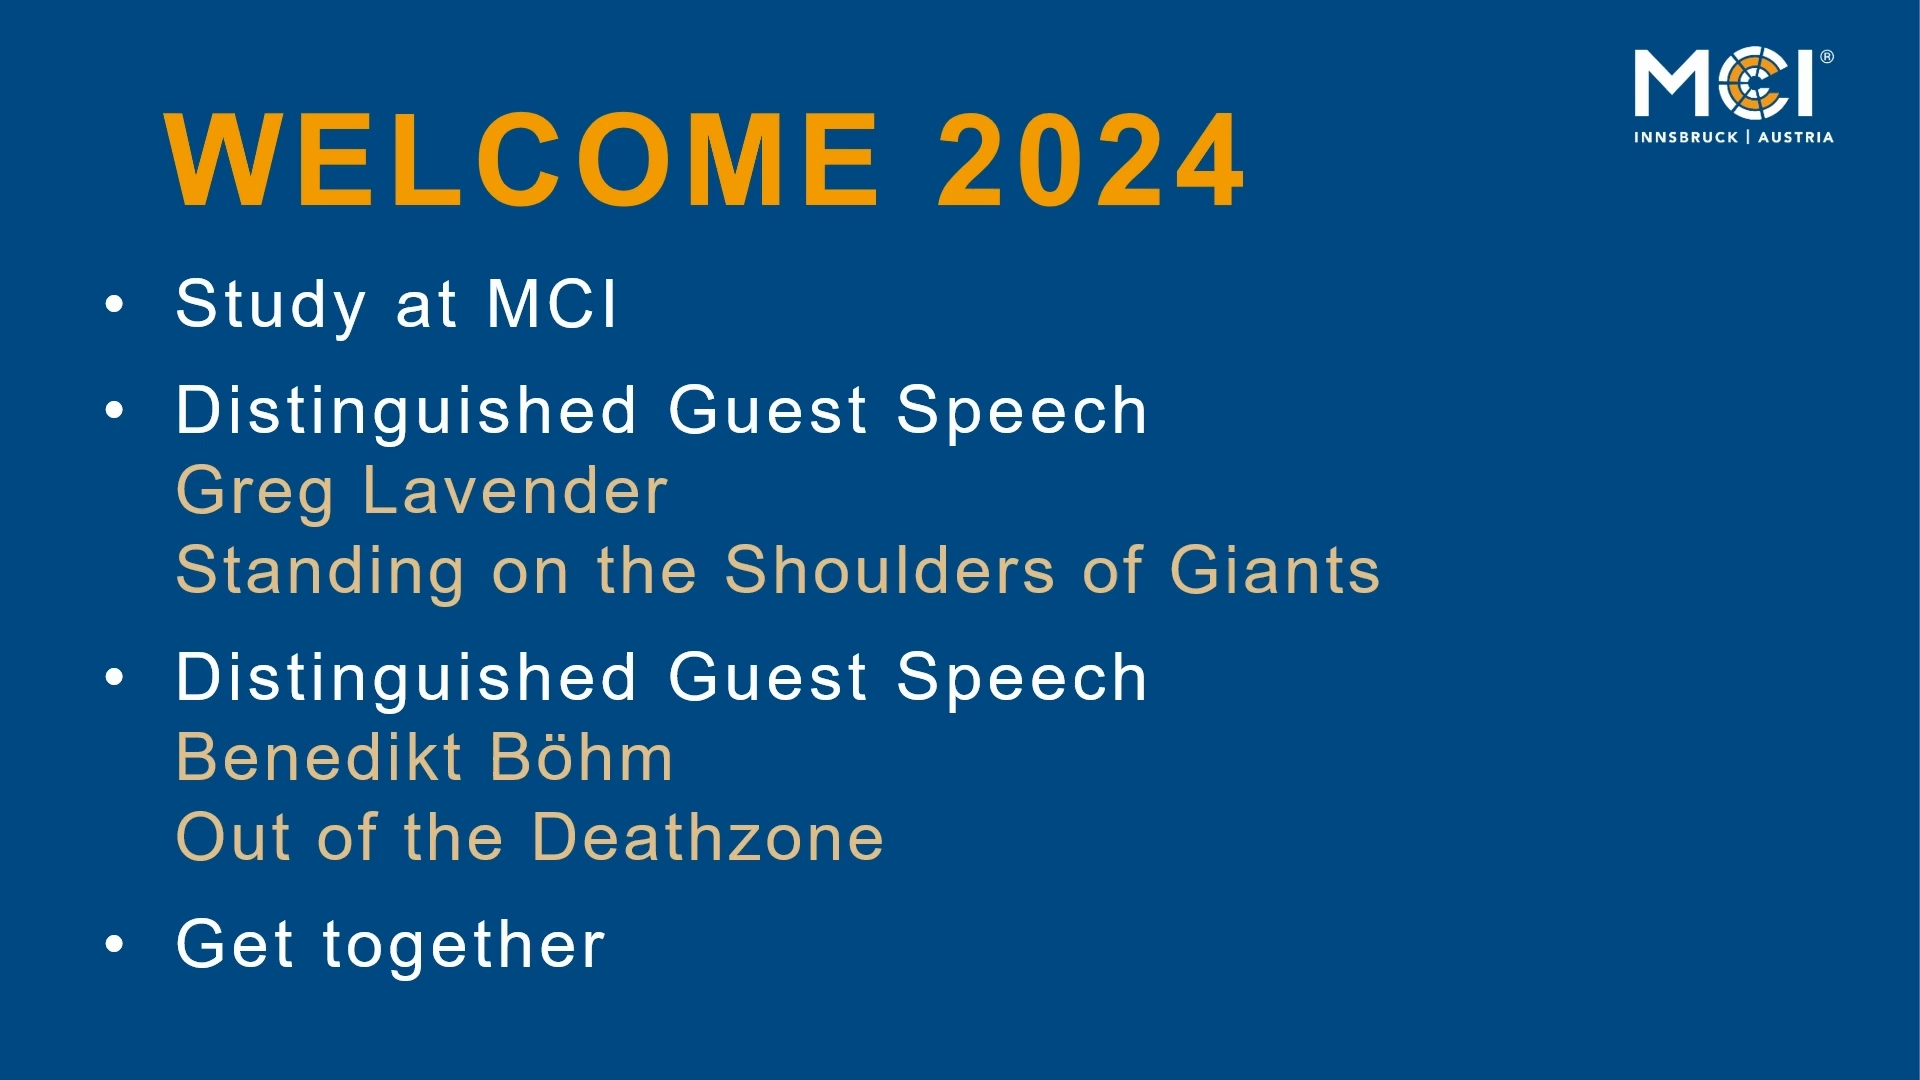 MCI®
INNSBRUCK | AUSTRIA
WELCOME 2024
• Study at MCI
• Distinguished Guest Speech
Greg Lavender
Standing on the Shoulders of Giants
• Distinguished Guest Speech
Benedikt Böhm
Out of the Deathzone
• Get together